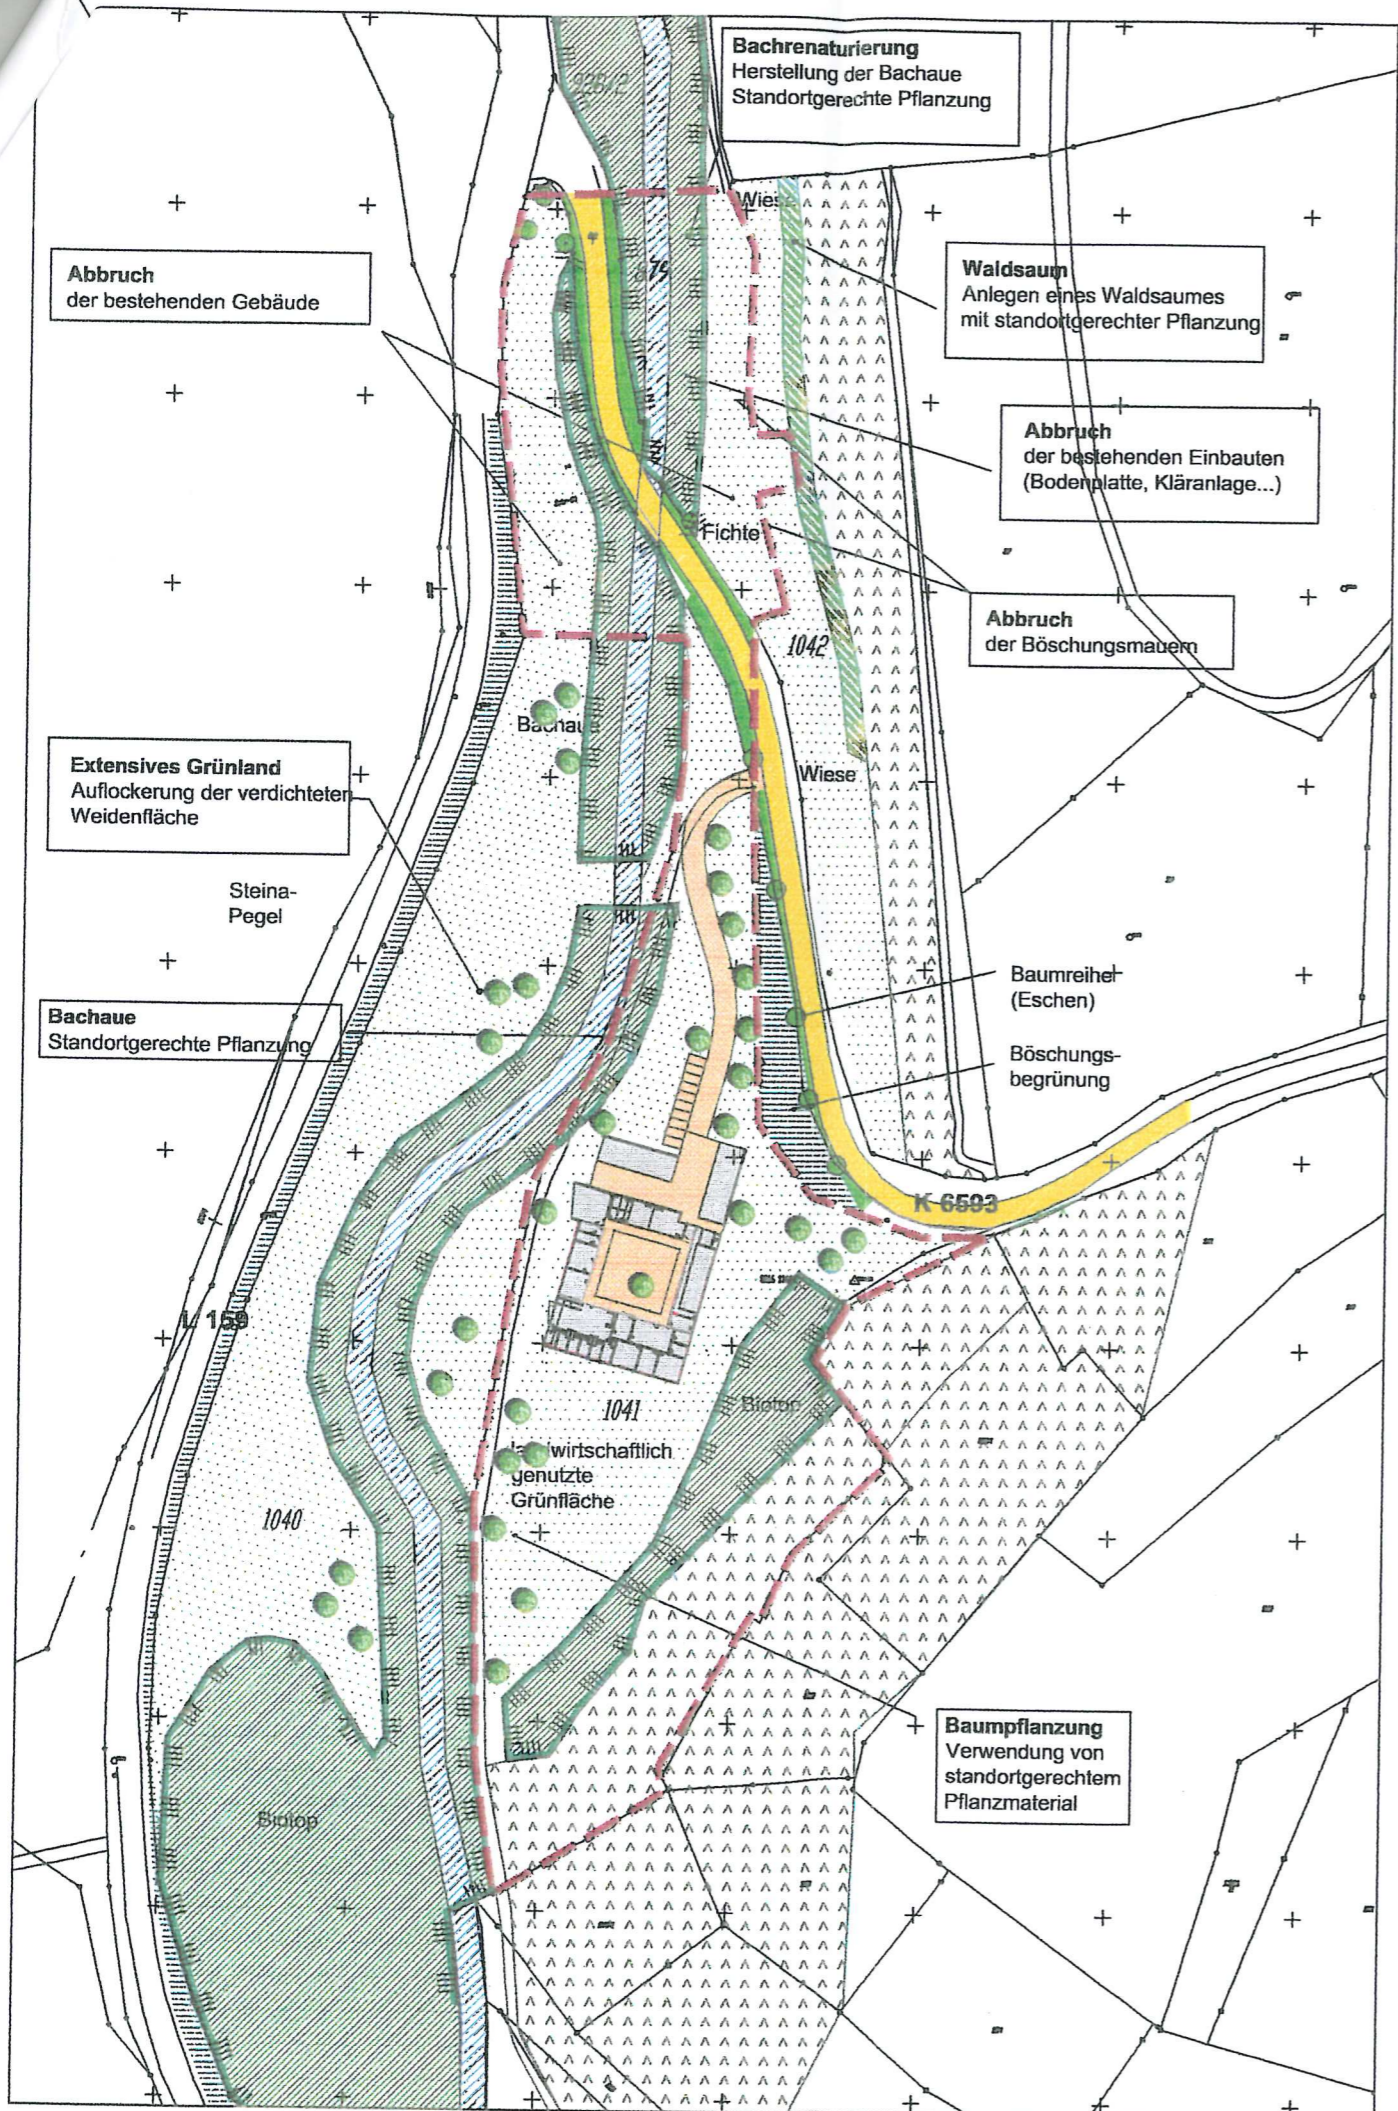 Bachrenaturierung
Herstellung der Bachaue
Standortgerechte Pflanzung
Wiese
Abbruch
der bestehenden Gebäude
Waldsaum
Anlegen eines Waldsaumes
mit standortgerechter Pflanzung
Abbruch
der bestehenden Einbauten
(Bodenplatte, Kläranlage...)
Fichte
Abbruch
der Böschungsmauern
1042
Bachaue
Wiese
Extensives Grünland
Auflockerung der verdichteten
Weidenfläche
Steina-
Pegel
Baumreihe
(Eschen)
Bachaue
Standortgerechte Pflanzung
Böschungs-
begrünung
K 6593
L 159
Biotop
1041
landwirtschaftlich
genutzte
Grünfläche
1040
Baumpflanzung
Verwendung von
standortgerechtem
Pflanzmaterial
Biotop